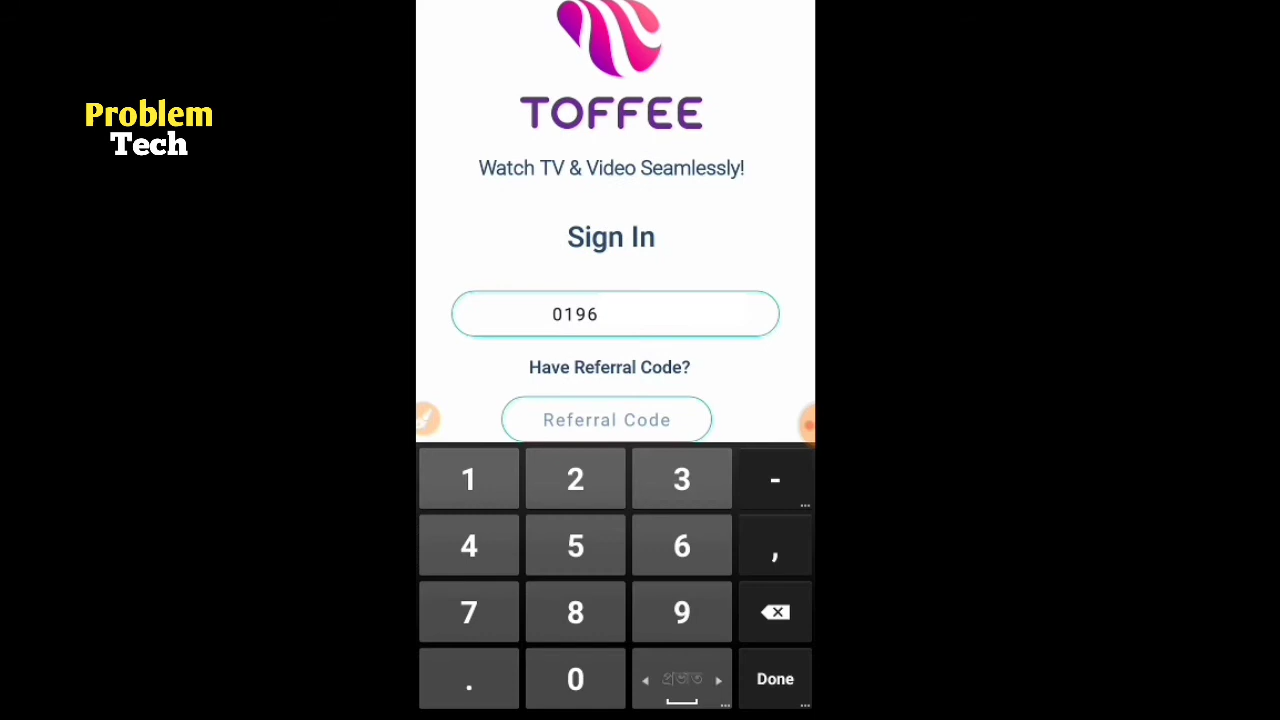 Problem
Tech
TOFFEE
Watch TV & Video Seamlessly!
Sign In
0196
Have Referral Code?
Referral Code
1 2 3 -
4 5 6 ,
7 8 9
. 0 প্রভাত Done